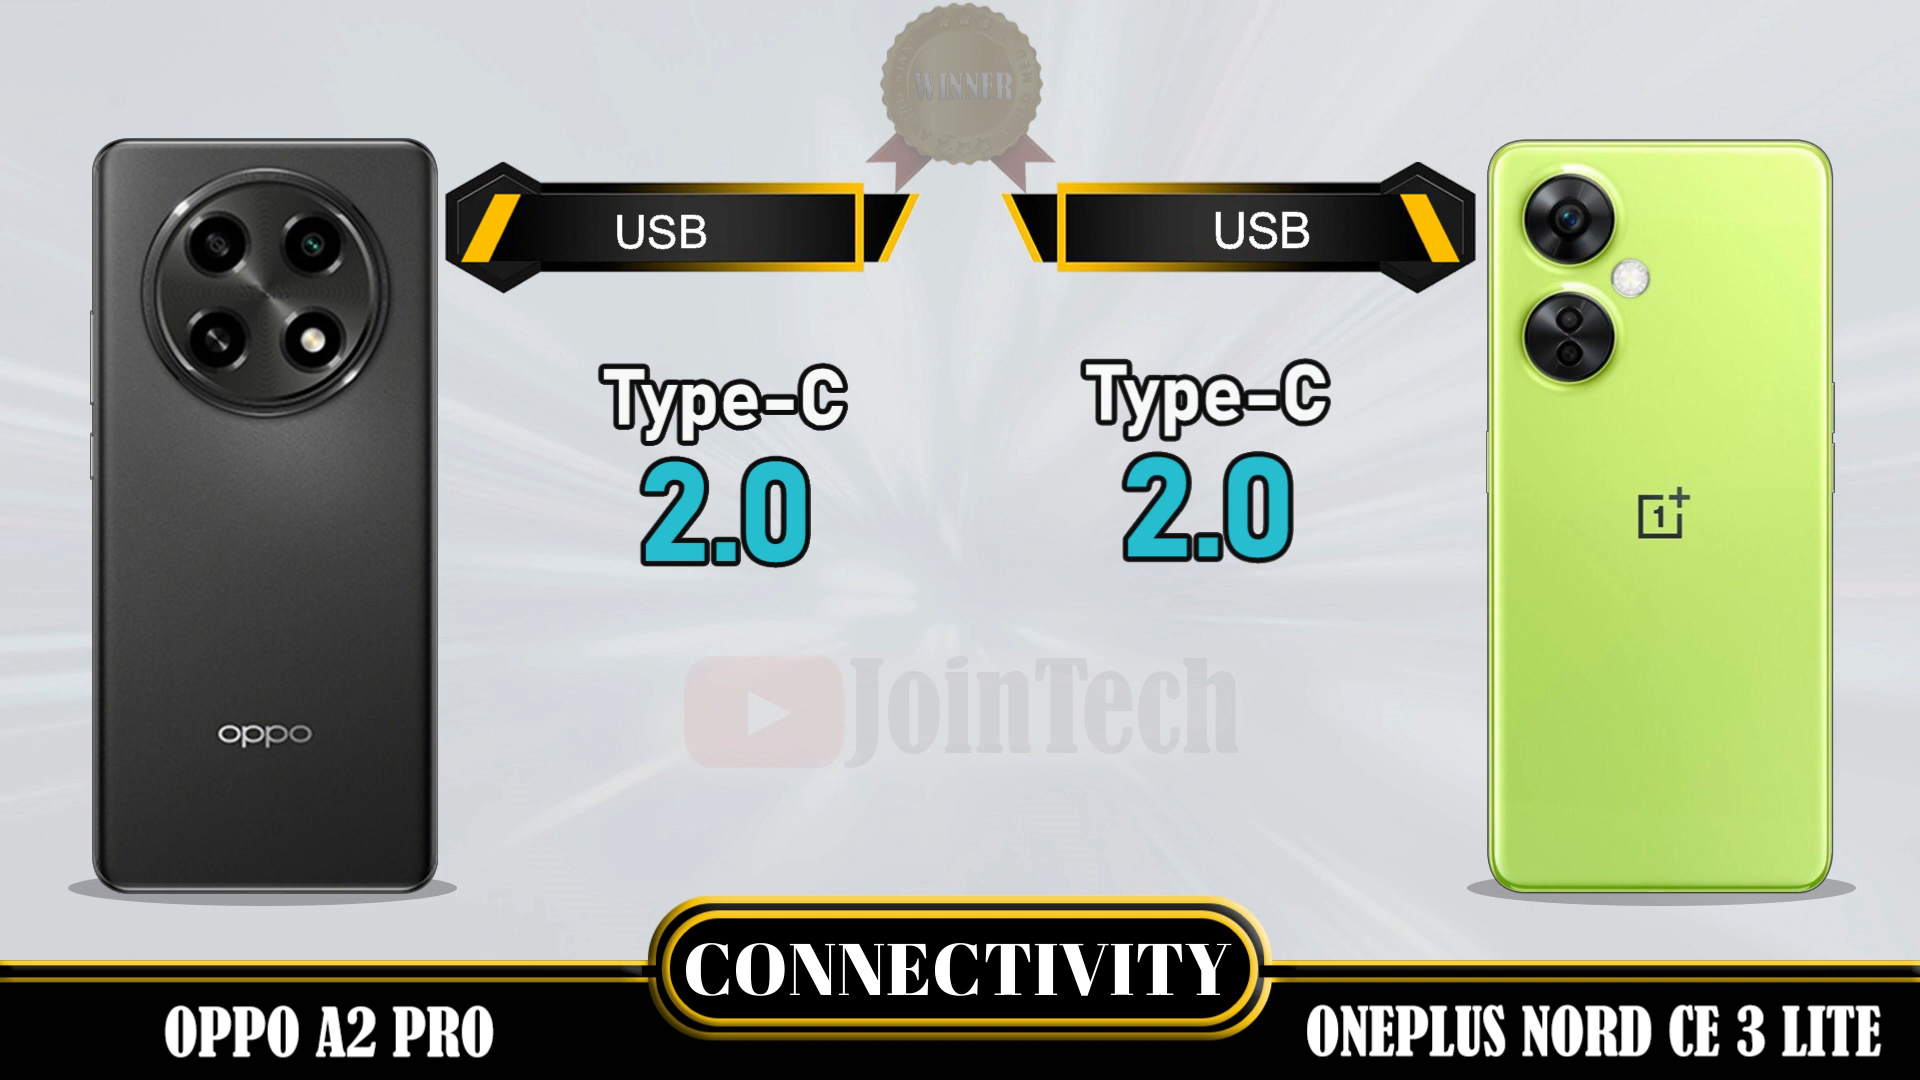 WINNER
USB
USB
Type-C
2.0
Type-C
2.0
oppo
1+
JoinTech
CONNECTIVITY
OPPO A2 PRO
ONEPLUS NORD CE 3 LITE